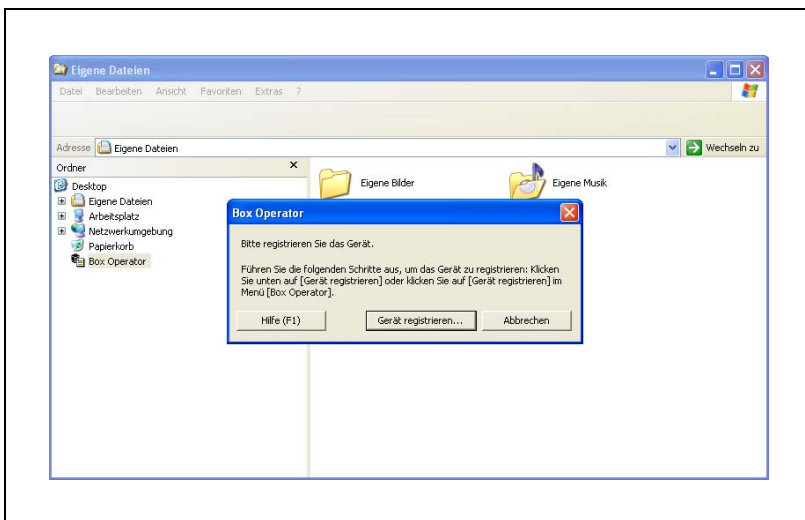 Eigene Dateien
Datei Bearbeiten Ansicht Favoriten Extras ?
Adresse Eigene Dateien Wechseln zu
Ordner
Desktop
Eigene Dateien
Arbeitsplatz
Netzwerkumgebung
Papierkorb
Box Operator
Eigene Bilder
Eigene Musik
Box Operator
Bitte registrieren Sie das Gerät.
Führen Sie die folgenden Schritte aus, um das Gerät zu registrieren: Klicken
Sie unten auf [Gerät registrieren] oder klicken Sie auf [Gerät registrieren] im
Menü [Box Operator].
Hilfe (F1) Gerät registrieren... Abbrechen